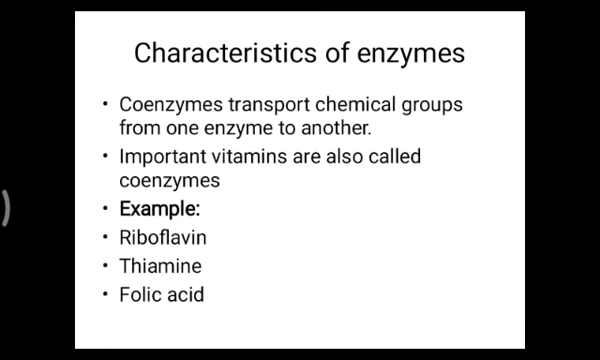 Characteristics of enzymes
• Coenzymes transport chemical groups
from one enzyme to another.
• Important vitamins are also called
coenzymes
• Example:
• Riboflavin
• Thiamine
• Folic acid